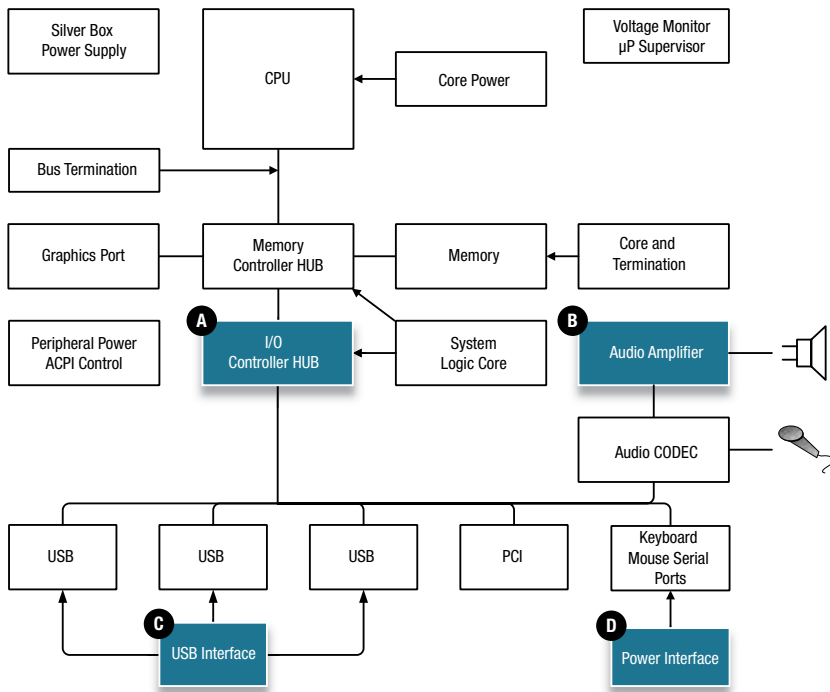 Silver Box
Power Supply
CPU
Core Power
Voltage Monitor
µP Supervisor
Bus Termination
Graphics Port
Memory
Controller HUB
Memory
Core and
Termination
Peripheral Power
ACPI Control
A
I/O
Controller HUB
System
Logic Core
B
Audio Amplifier
Audio CODEC
USB
USB
USB
PCI
Keyboard
Mouse Serial
Ports
C
USB Interface
D
Power Interface